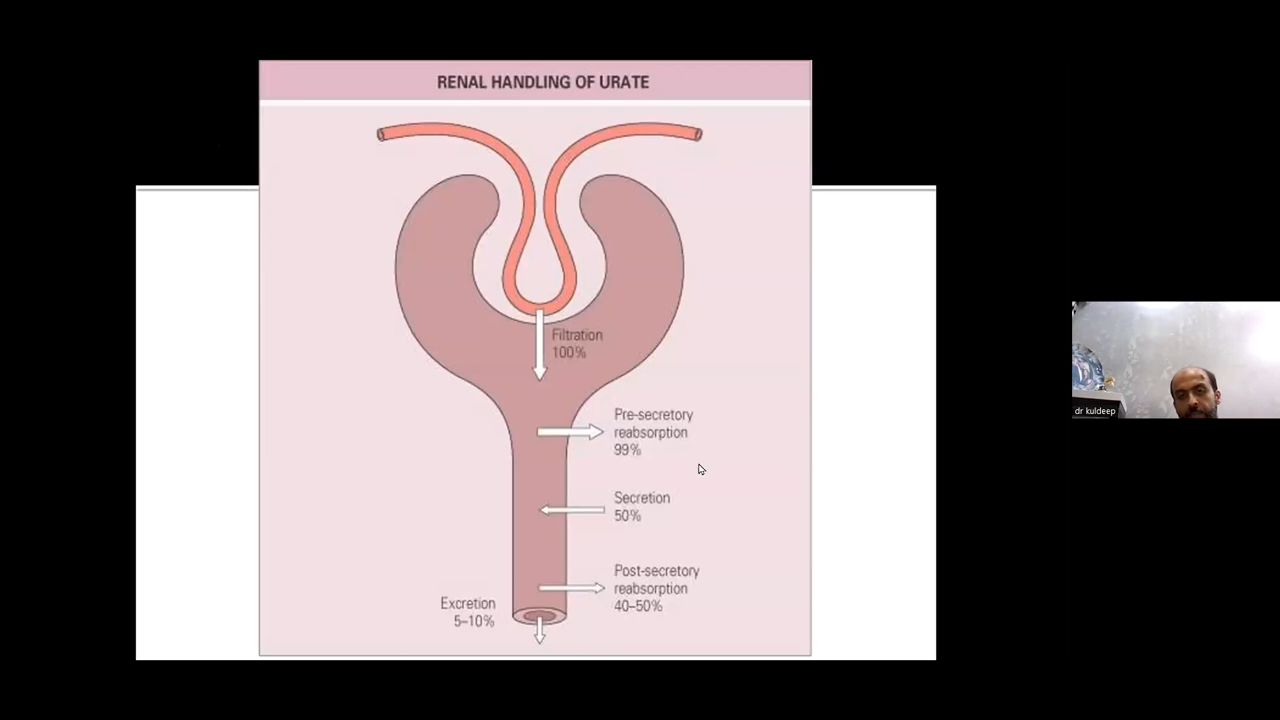 RENAL HANDLING OF URATE
Filtration
100%
Pre-secretory
reabsorption
99%
Secretion
50%
Post-secretory
reabsorption
40–50%
Excretion
5–10%
dr kuldeep